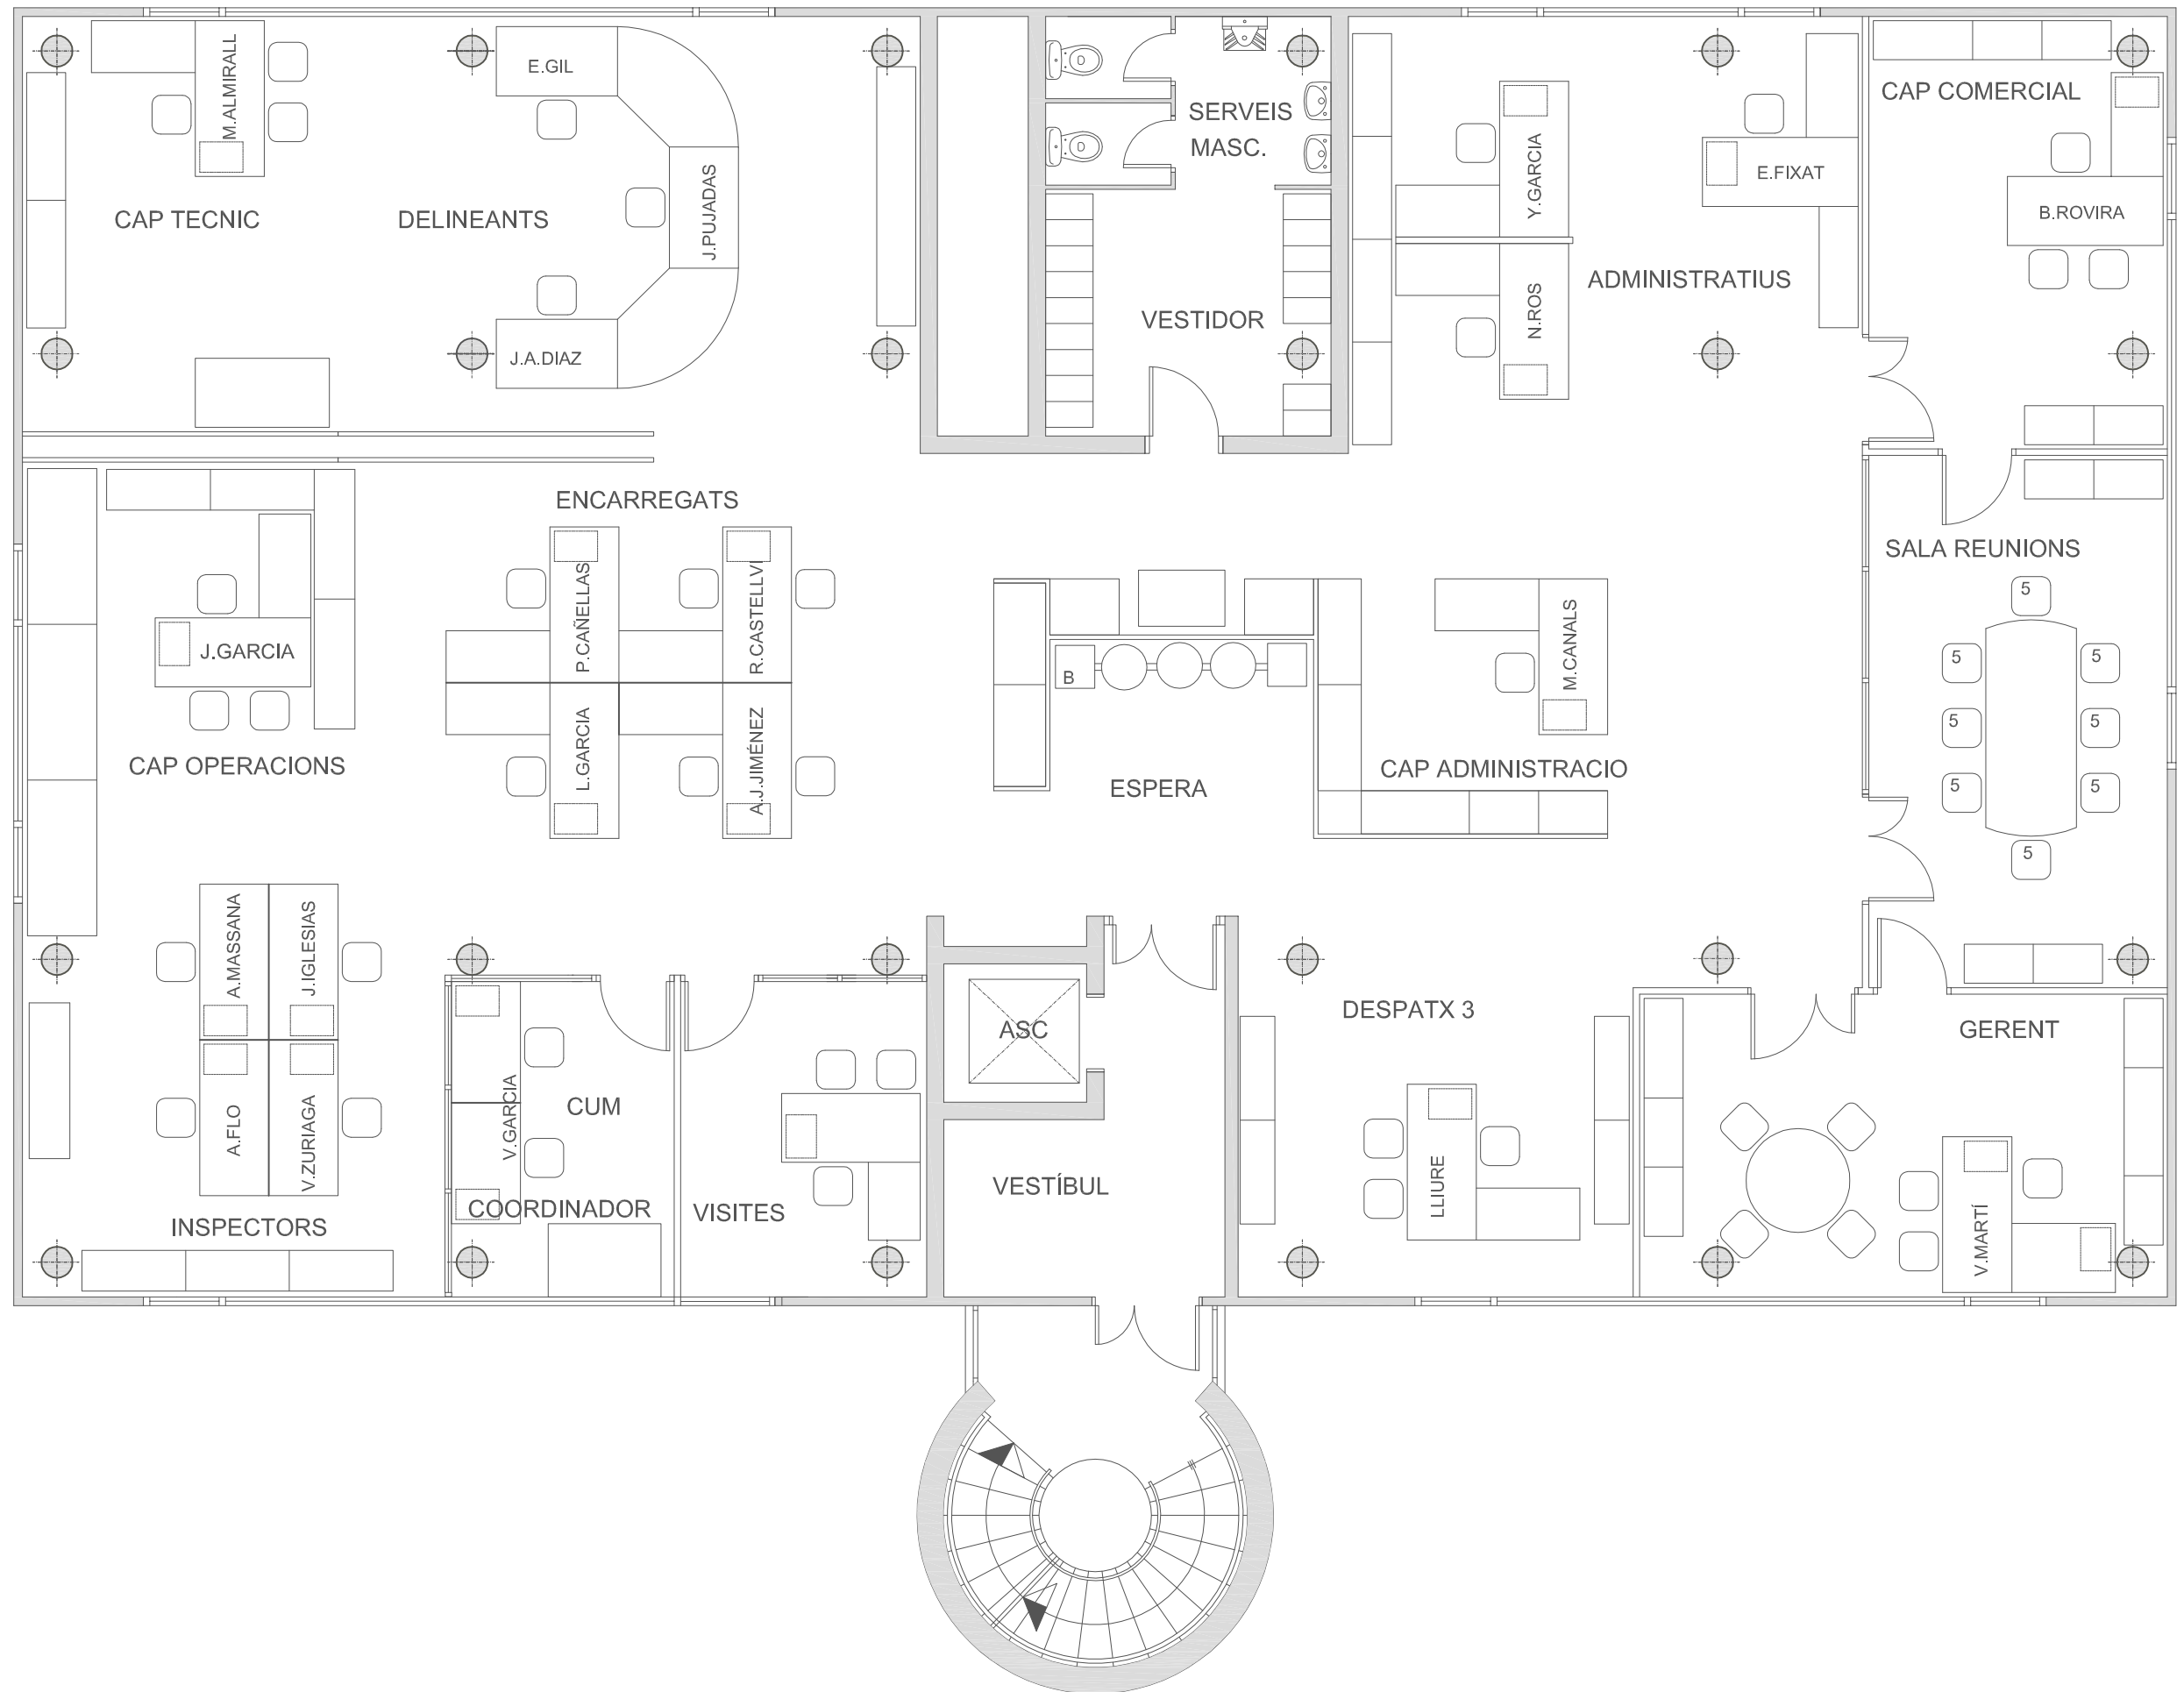 M.ALMIRALL
E.GIL
J.PUJADAS
J.A.DIAZ
CAP TECNIC
DELINEANTS
SERVEIS
MASC.
VESTIDOR
Y.GARCIA
N.ROS
E.FIXAT
ADMINISTRATIUS
CAP COMERCIAL
B.ROVIRA
ENCARREGATS
P.CAÑELLAS
R.CASTELLVI
L.GARCIA
A.J.JIMÉNEZ
J.GARCIA
CAP OPERACIONS
B
ESPERA
M.CANALS
CAP ADMINISTRACIO
SALA REUNIONS
5
5
5
5
5
5
5
5
A.MASSANA
J.IGLESIAS
A.FLO
V.ZURIAGA
INSPECTORS
V.GARCIA
CUM
COORDINADOR
VISITES
ASC
VESTÍBUL
DESPATX 3
LLIURE
GERENT
V.MARTÍ